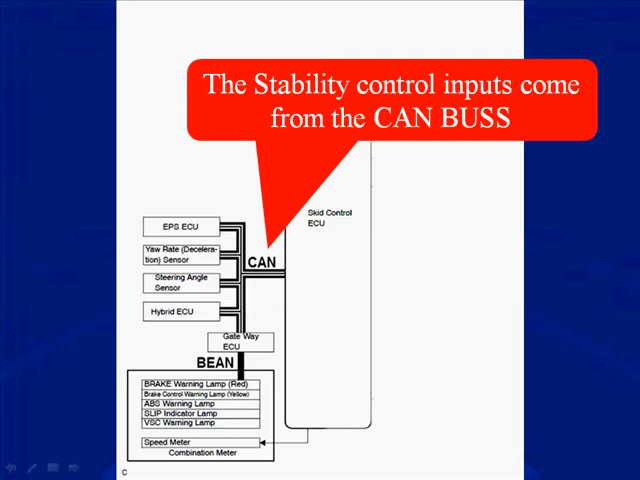 The Stability control inputs come
from the CAN BUSS
Skid Control
ECU
EPS ECU
Yaw Rate (Decelera-
tion) Sensor
CAN
Steering Angle
Sensor
Hybrid ECU
Gate Way
ECU
BEAN
BRAKE Warning Lamp (Red)
Brake Control Warning Lamp (Yellow)
ABS Warning Lamp
SLIP Indicator Lamp
VSC Warning Lamp
Speed Meter
Combination Meter
C